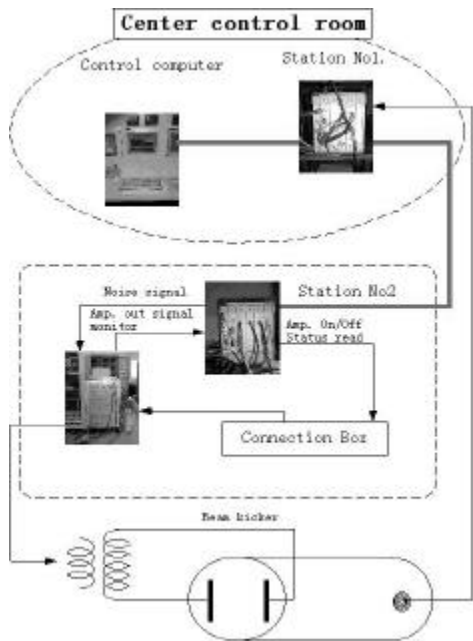 Center control room
Control computer
Station No1.
Noise signal
Station No2
Amp. out signal
monitor
Amp. On/Off
Status read
Connection Box
Beam kicker